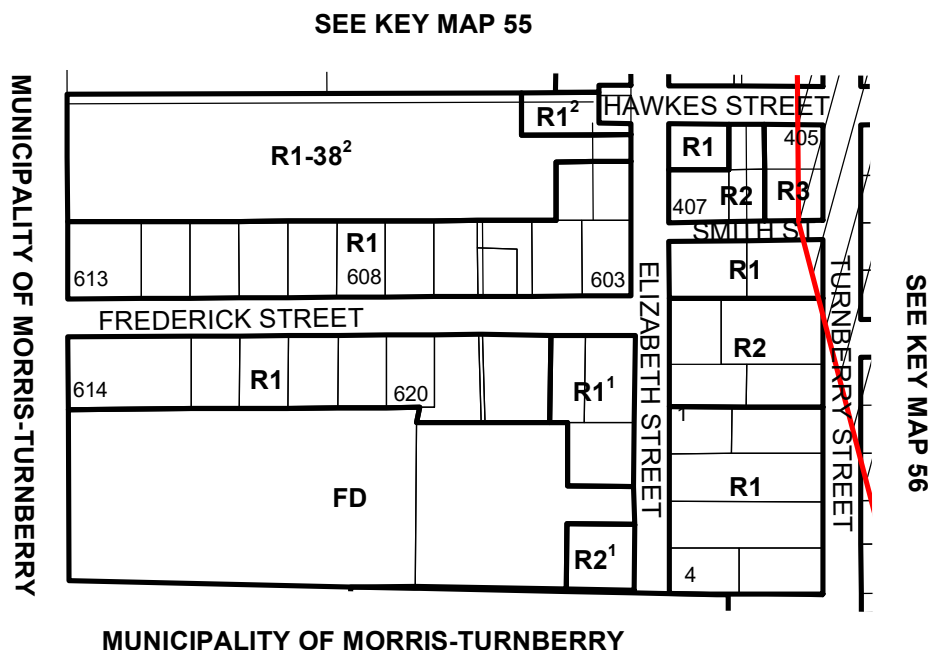 SEE KEY MAP 55
MUNICIPALITY OF MORRIS-TURNBERRY
HAWKES STREET
R1²
R1-38²
R1
405
R2
R3
407
SMITH ST
R1
613
608
603
R1
FREDERICK STREET
ELIZABETH STREET
TURNBERRY STREET
SEE KEY MAP 56
R2
614
R1
620
R1¹
1
R1
FD
R2¹
4
MUNICIPALITY OF MORRIS-TURNBERRY